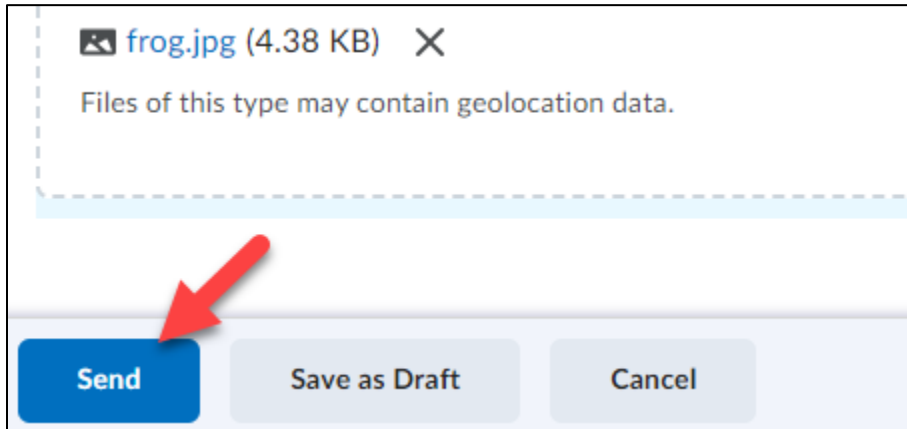 frog.jpg (4.38 KB)
Files of this type may contain geolocation data.
Send
Save as Draft
Cancel